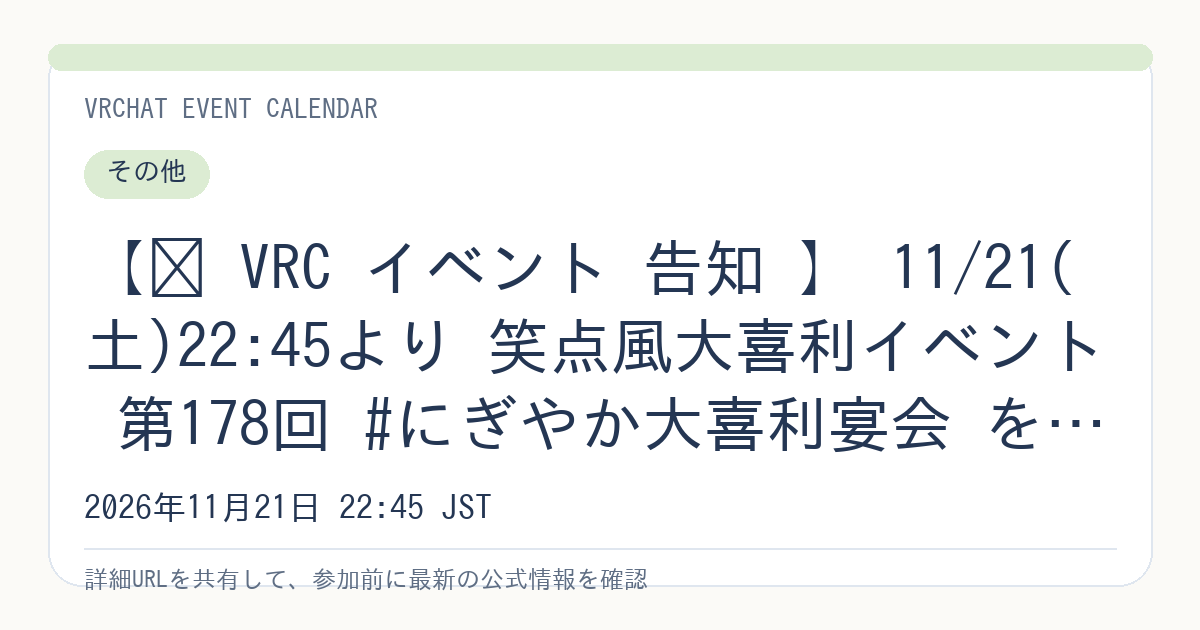 VRCHAT EVENT CALENDAR
その他
【 VRC イベント 告知 】 11/21(
土)22:45より 笑点風大喜利イベント
第178回 #にぎやか大喜利宴会 を…
2026年11月21日 22:45 JST
詳細URLを共有して、参加前に最新の公式情報を確認